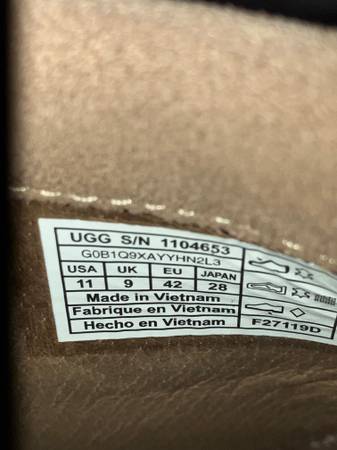 UGG S/N 1104653
G0B1Q9XAYYHN2L3
USA UK EU JAPAN
11 9 42 28
Made in Vietnam
Fabrique en Vietnam
Hecho en Vietnam F27119D